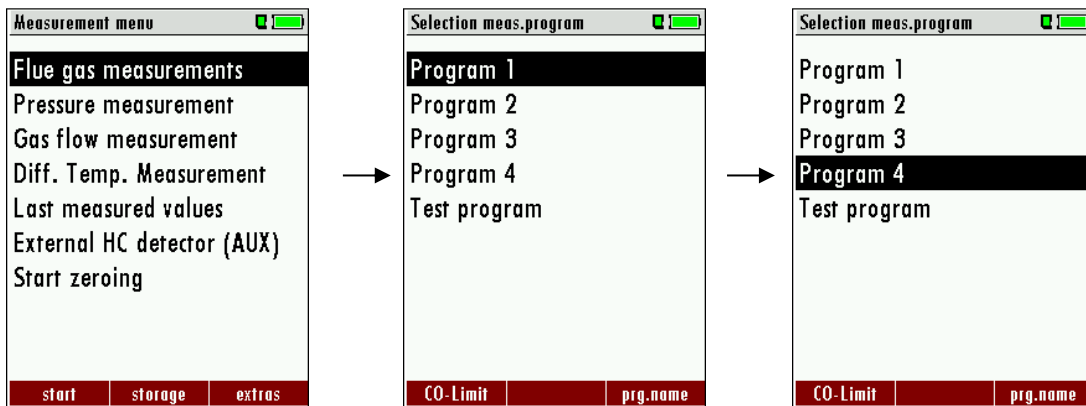 Measurement menu
Flue gas measurements
Pressure measurement
Gas flow measurement
Diff. Temp. Measurement
Last measured values
External HC detector (AUX)
Start zeroing
start storage extras
Selection meas.program
Program 1
Program 2
Program 3
Program 4
Test program
CO-Limit prg.name
Selection meas.program
Program 1
Program 2
Program 3
Program 4
Test program
CO-Limit prg.name